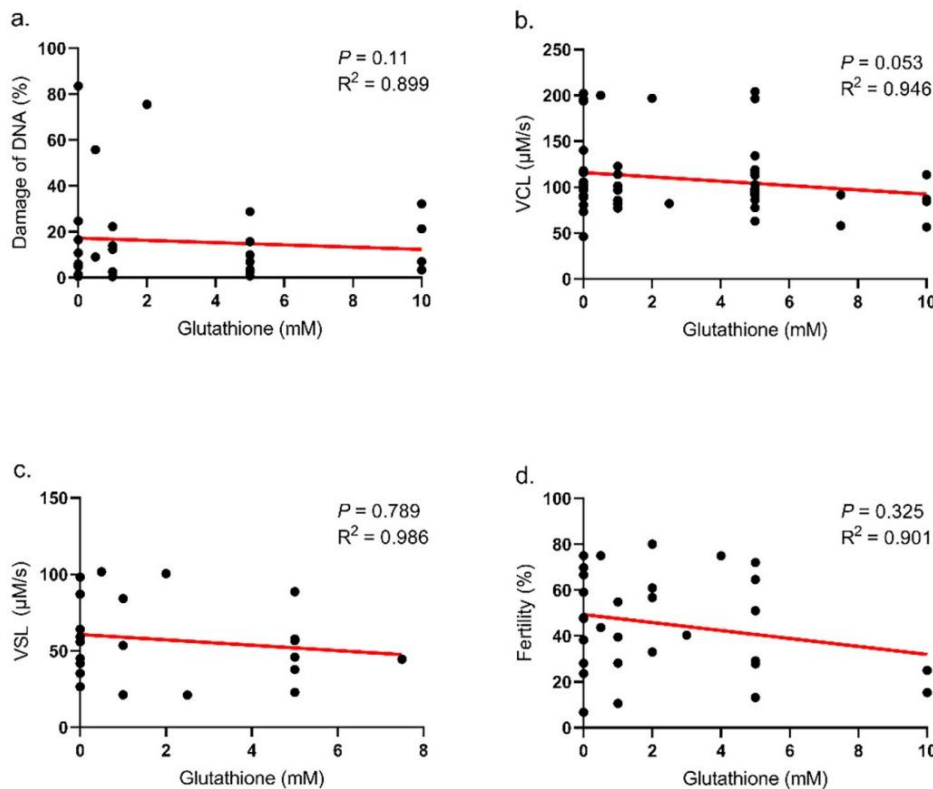 a.
P = 0.11
R² = 0.899
Damage of DNA (%)
100
80
60
40
20
0
0 2 4 6 8 10
Glutathione (mM)
b.
P = 0.053
R² = 0.946
VCL (µM/s)
250
200
150
100
50
0
0 2 4 6 8 10
Glutathione (mM)
c.
P = 0.789
R² = 0.986
VSL (µM/s)
150
100
50
0
0 2 4 6 8
Glutathione (mM)
d.
P = 0.325
R² = 0.901
Fertility (%)
100
80
60
40
20
0
0 2 4 6 8 10
Glutathione (mM)